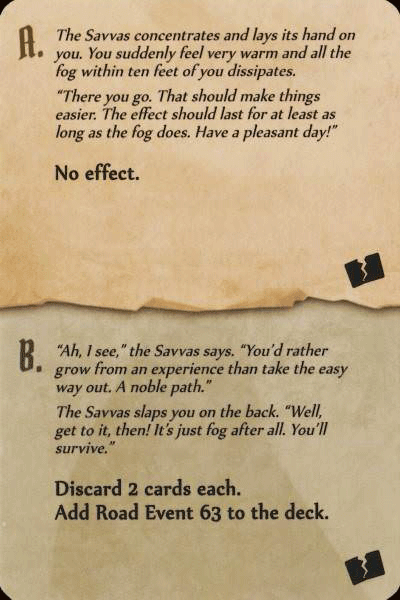 A.
The Savvas concentrates and lays its hand on
you. You suddenly feel very warm and all the
fog within ten feet of you dissipates.
“There you go. That should make things
easier. The effect should last for at least as
long as the fog does. Have a pleasant day!”
No effect.
B.
“Ah, I see,” the Savvas says. “You’d rather
grow from an experience than take the easy
way out. A noble path.”
The Savvas slaps you on the back. “Well,
get to it, then! It’s just fog after all. You’ll
survive.”
Discard 2 cards each.
Add Road Event 63 to the deck.